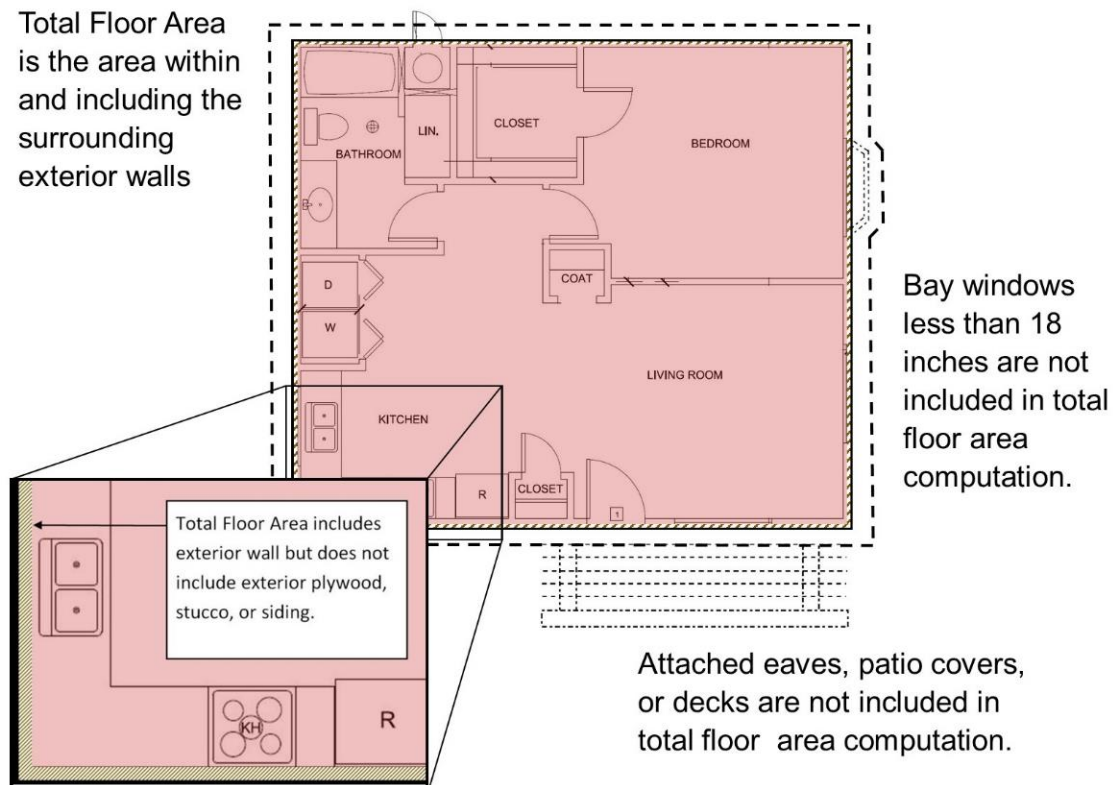 Total Floor Area
is the area within
and including the
surrounding
exterior walls
LIN.
CLOSET
BEDROOM
BATHROOM
COAT
D
W
LIVING ROOM
KITCHEN
R
CLOSET
1
Bay windows
less than 18
inches are not
included in total
floor area
computation.
Total Floor Area includes
exterior wall but does not
include exterior plywood,
stucco, or siding.
KH
R
Attached eaves, patio covers,
or decks are not included in
total floor area computation.